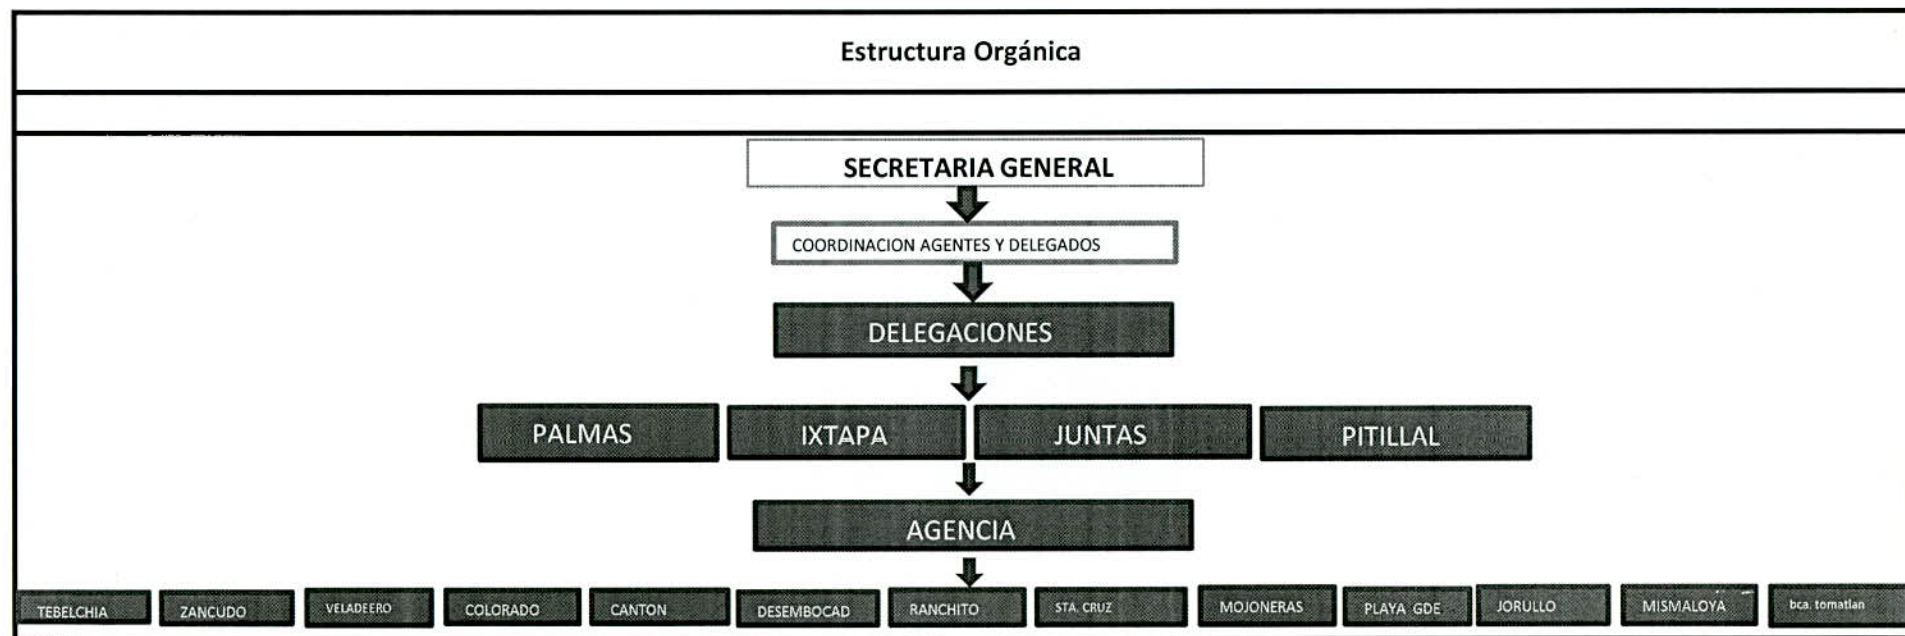 Estructura Orgánica
SECRETARIA GENERAL
COORDINACION AGENTES Y DELEGADOS
DELEGACIONES
PALMAS
IXTAPA
JUNTAS
PITILLAL
AGENCIA
TEBELCHIA
ZANCUDO
VELADEERO
COLORADO
CANTON
DESEMBOCAD
RANCHITO
STA. CRUZ
MOJONERAS
PLAYA GDE
JORULLO
MISMALOYA
bca. tomatlan